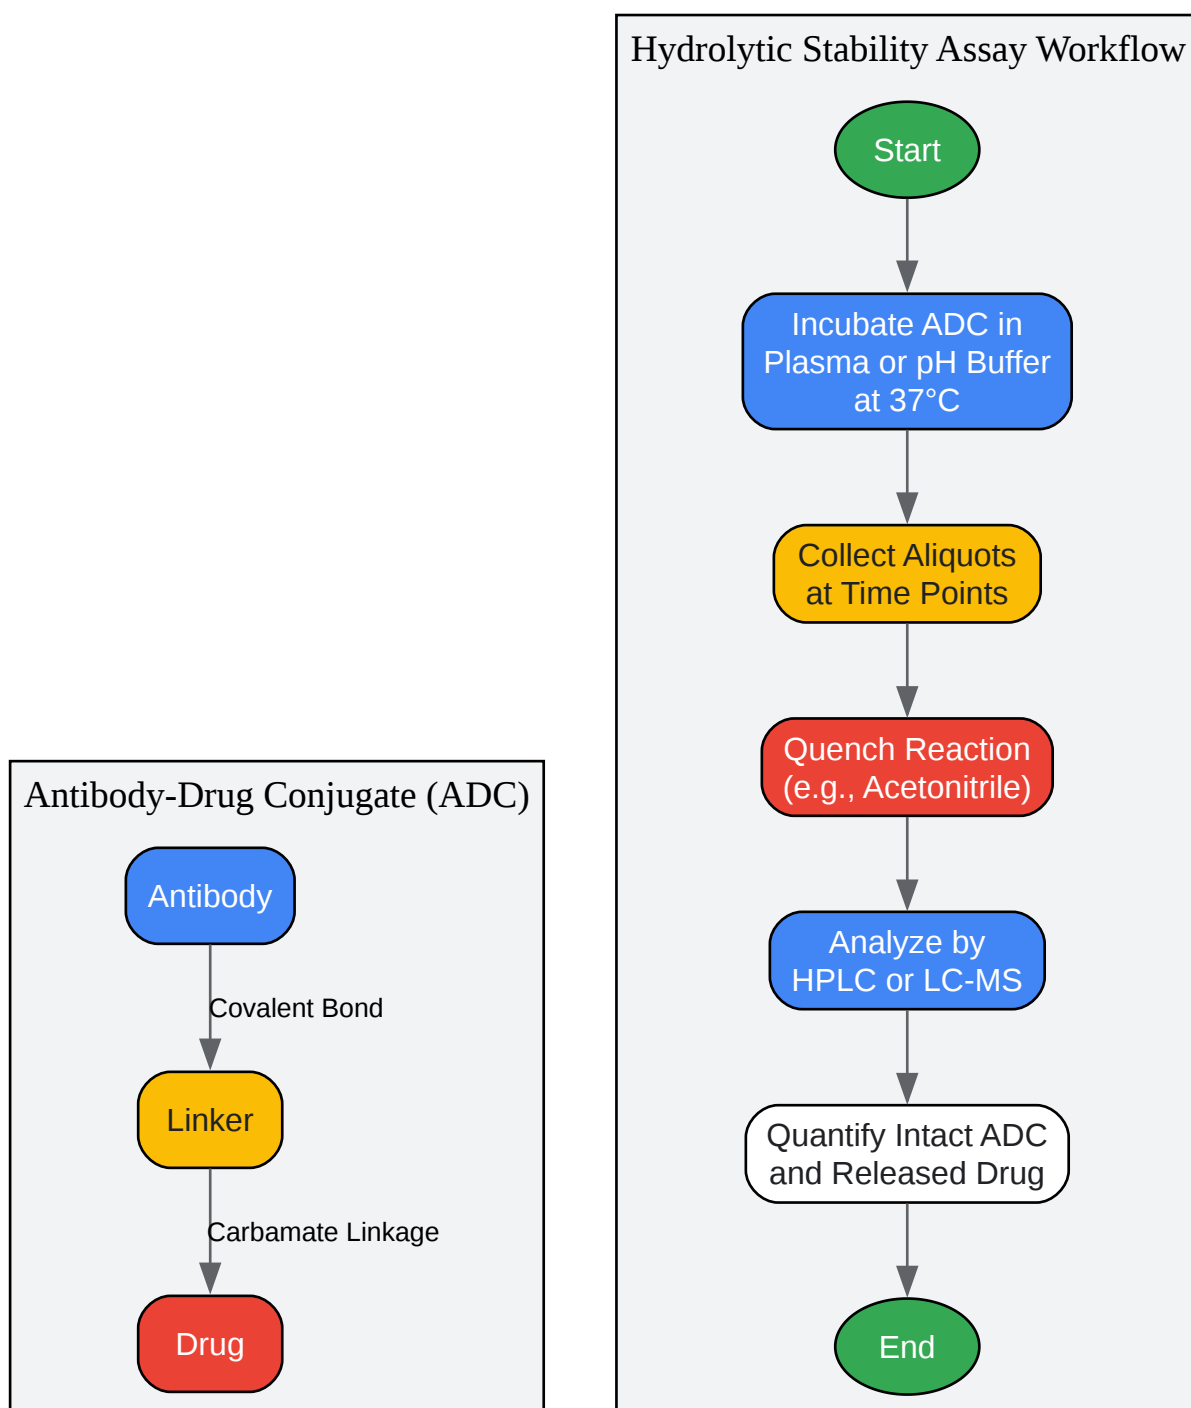 Antibody-Drug Conjugate (ADC)
Antibody
Covalent Bond
Linker
Carbamate Linkage
Drug
Hydrolytic Stability Assay Workflow
Start
Incubate ADC in
Plasma or pH Buffer
at 37°C
Collect Aliquots
at Time Points
Quench Reaction
(e.g., Acetonitrile)
Analyze by
HPLC or LC-MS
Quantify Intact ADC
and Released Drug
End